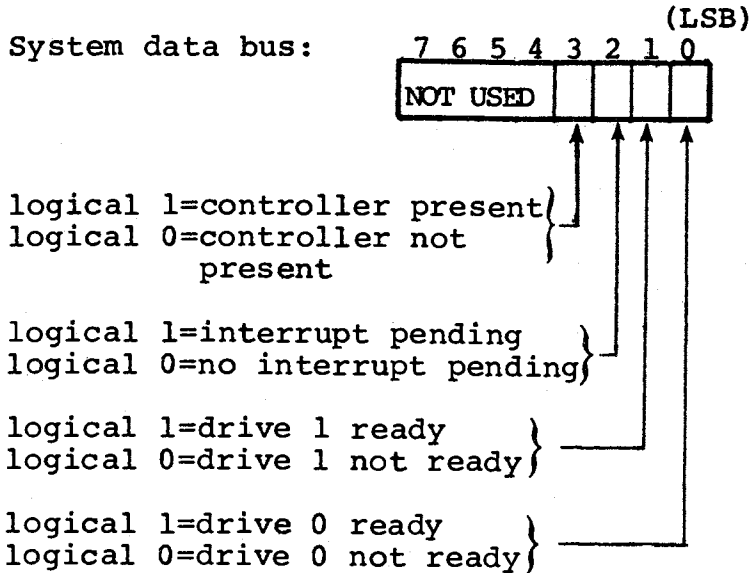 (LSB)
System data bus: 7 6 5 4 3 2 1 0
NOT USED
logical 1=controller present
logical 0=controller not
present
logical 1=interrupt pending
logical 0=no interrupt pending
logical 1=drive 1 ready
logical 0=drive 1 not ready
logical 1=drive 0 ready
logical 0=drive 0 not ready